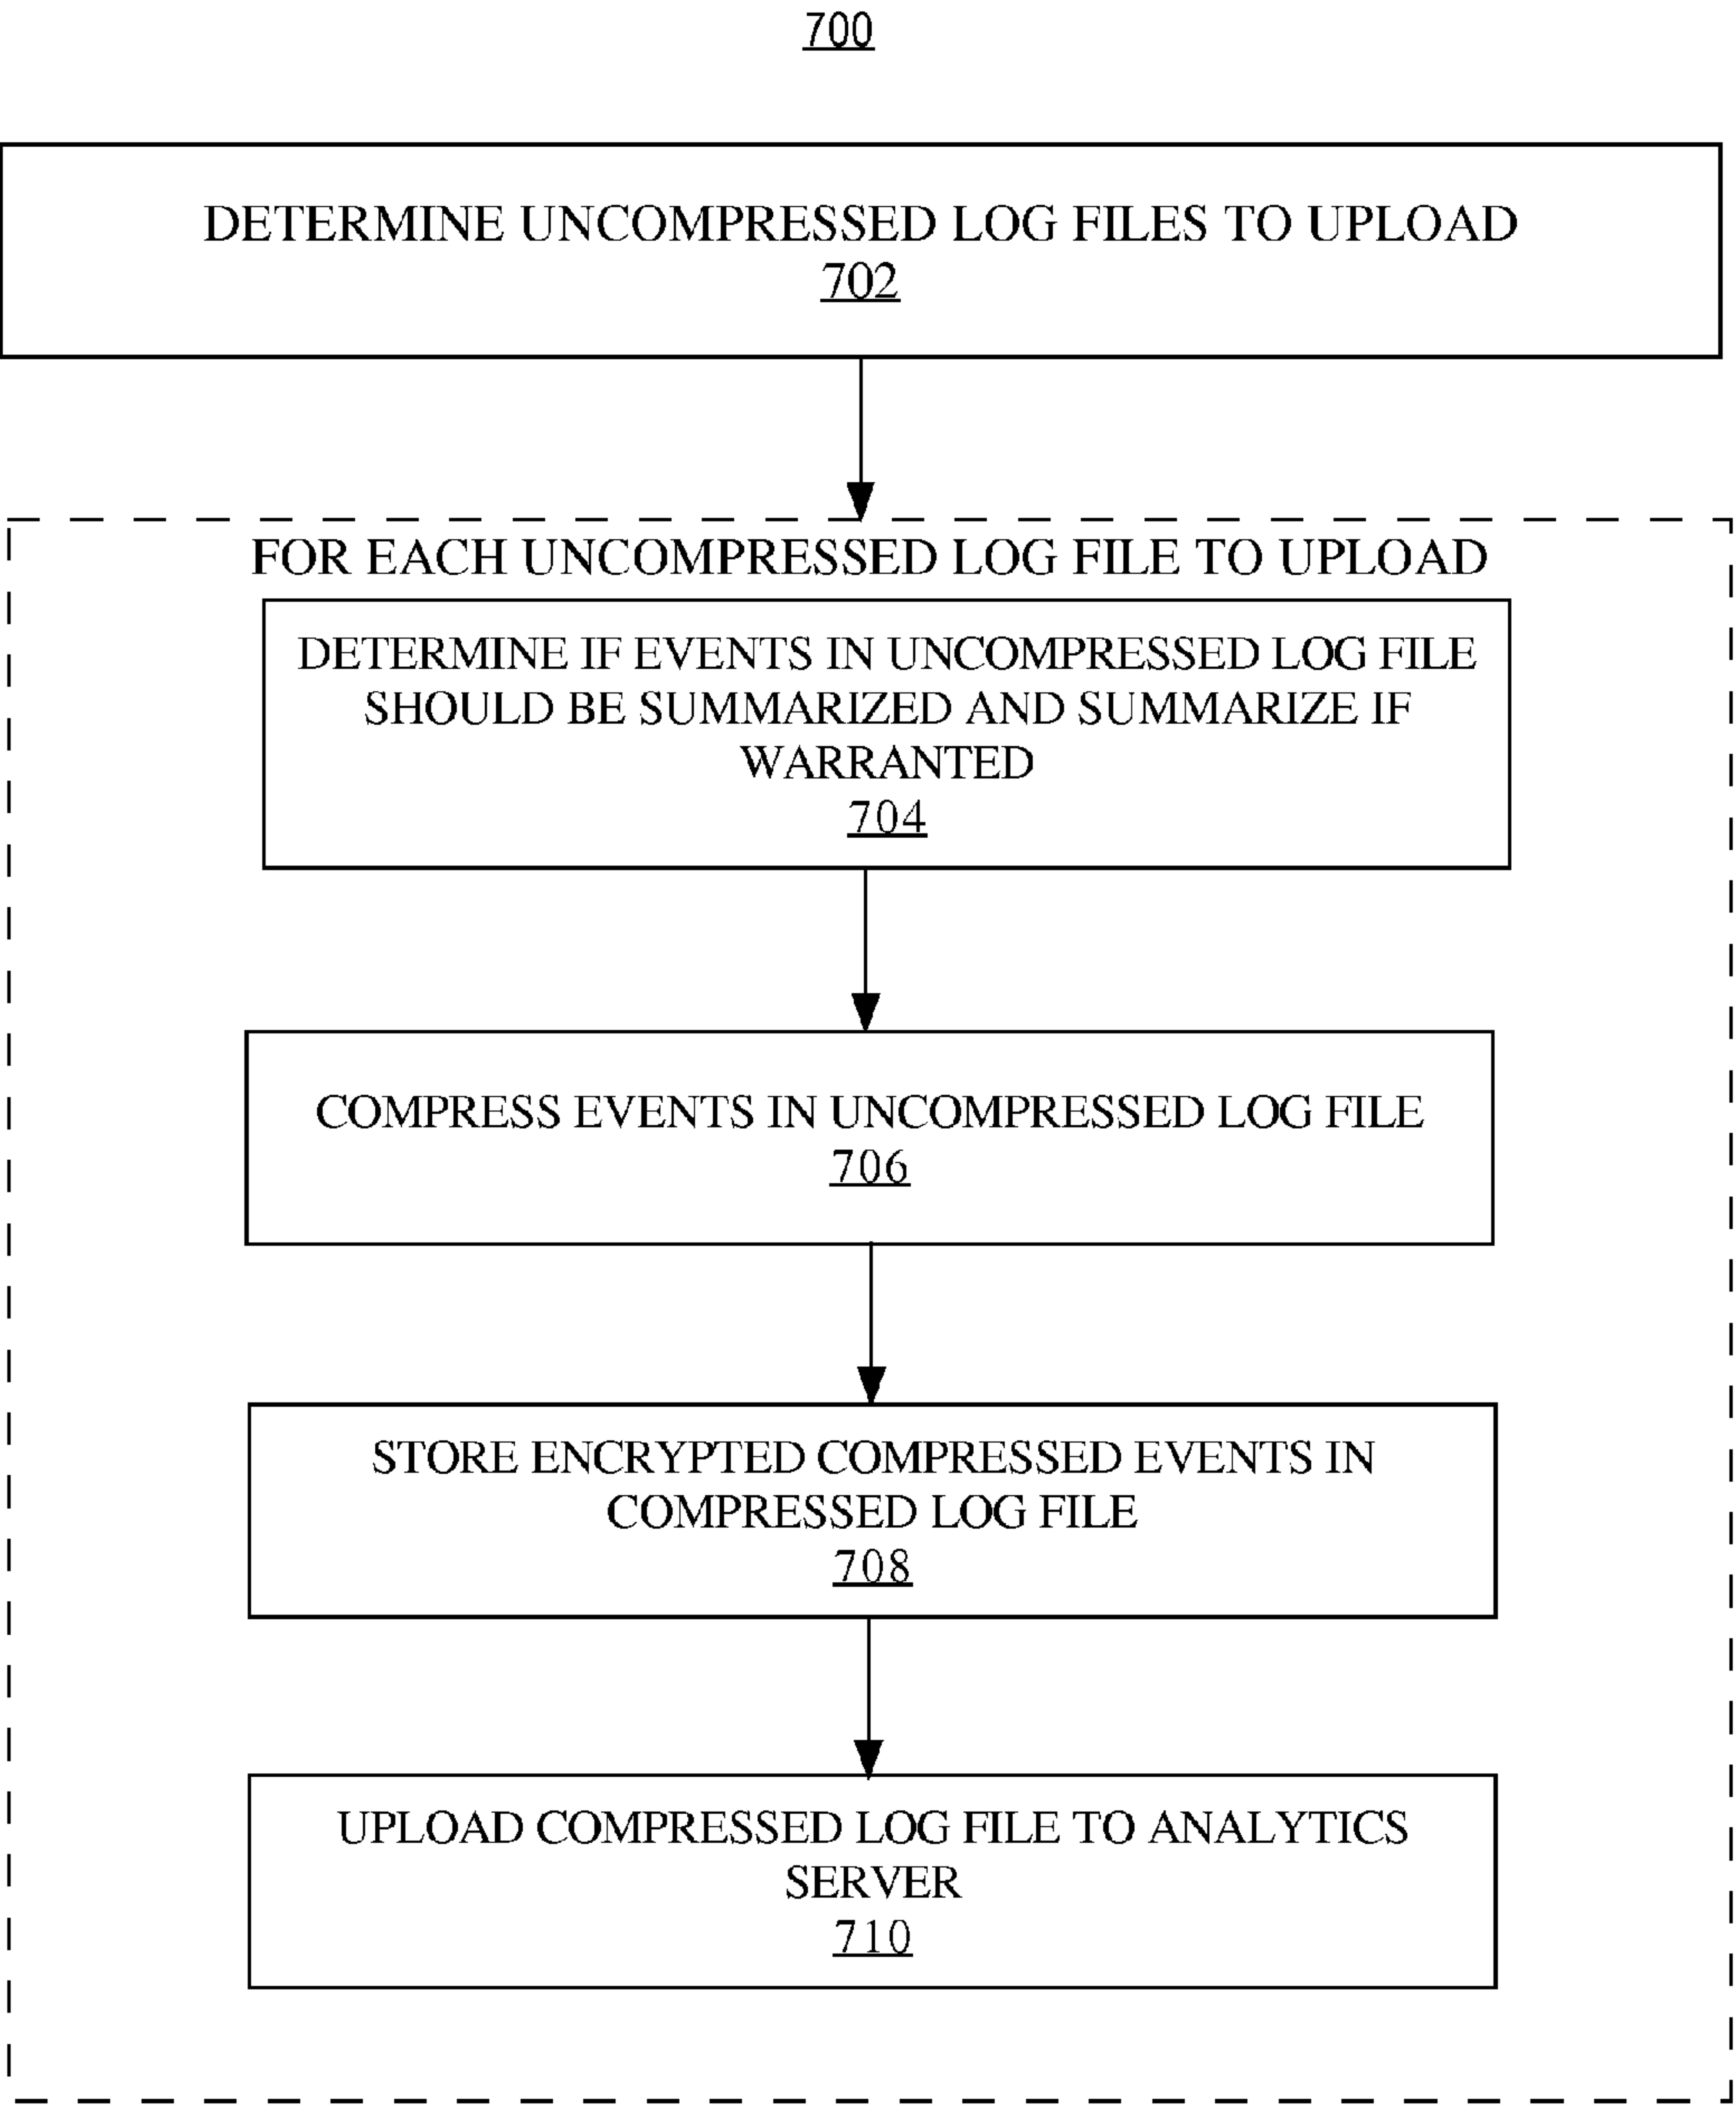 700
DETERMINE UNCOMPRESSED LOG FILES TO UPLOAD
702
FOR EACH UNCOMPRESSED LOG FILE TO UPLOAD
DETERMINE IF EVENTS IN UNCOMPRESSED LOG FILE
SHOULD BE SUMMARIZED AND SUMMARIZE IF
WARRANTED
704
COMPRESS EVENTS IN UNCOMPRESSED LOG FILE
706
STORE ENCRYPTED COMPRESSED EVENTS IN
COMPRESSED LOG FILE
708
UPLOAD COMPRESSED LOG FILE TO ANALYTICS
SERVER
710